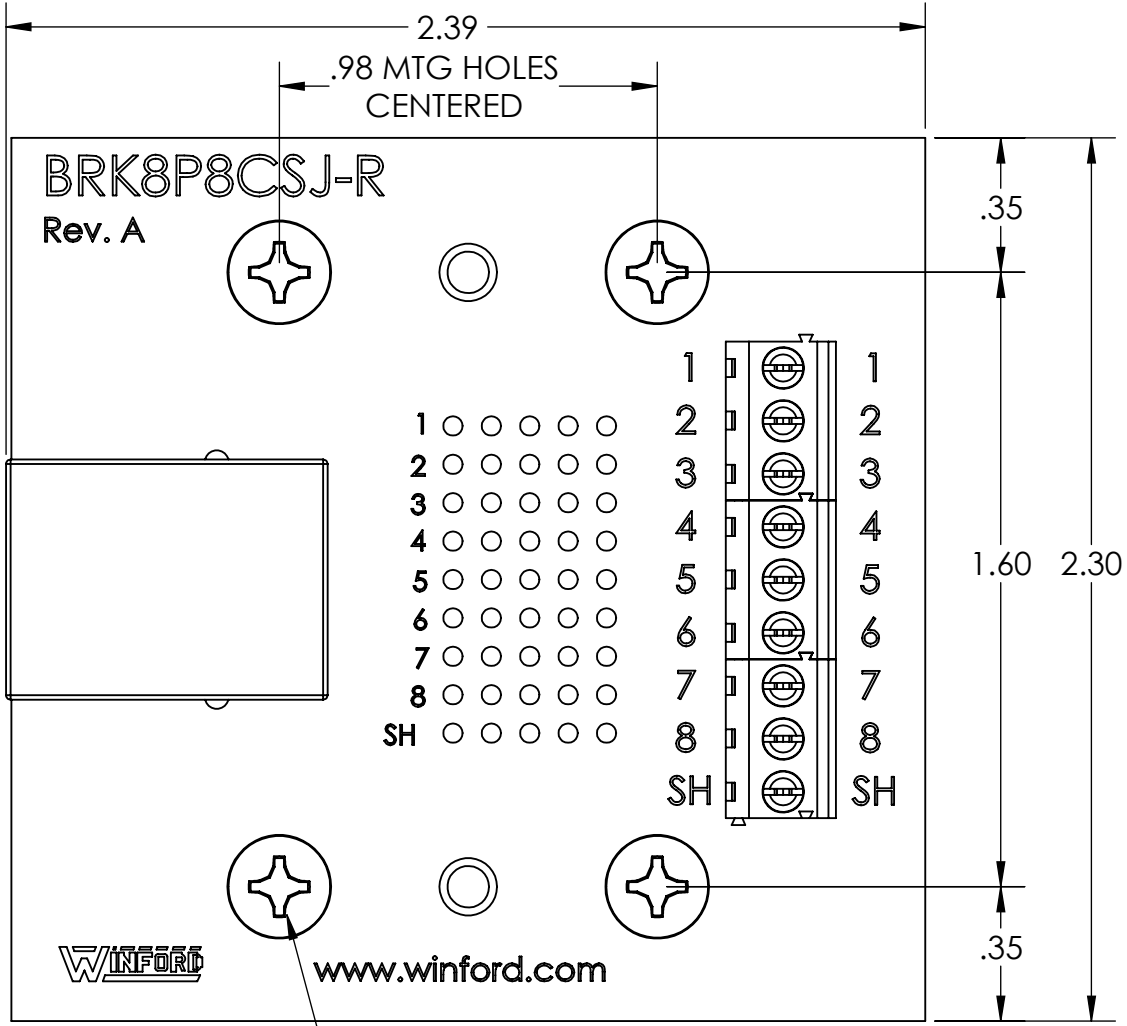 2.39
.98 MTG HOLES
CENTERED
BRK8P8CSJ-R
Rev. A
.35
1 1
2 2
3 3
4 4
5 5
6 6
7 7
8 8
SH SH
1
2
3
4
5
6
7
8
SH
1.60 2.30
.35
WINFORD
www.winford.com